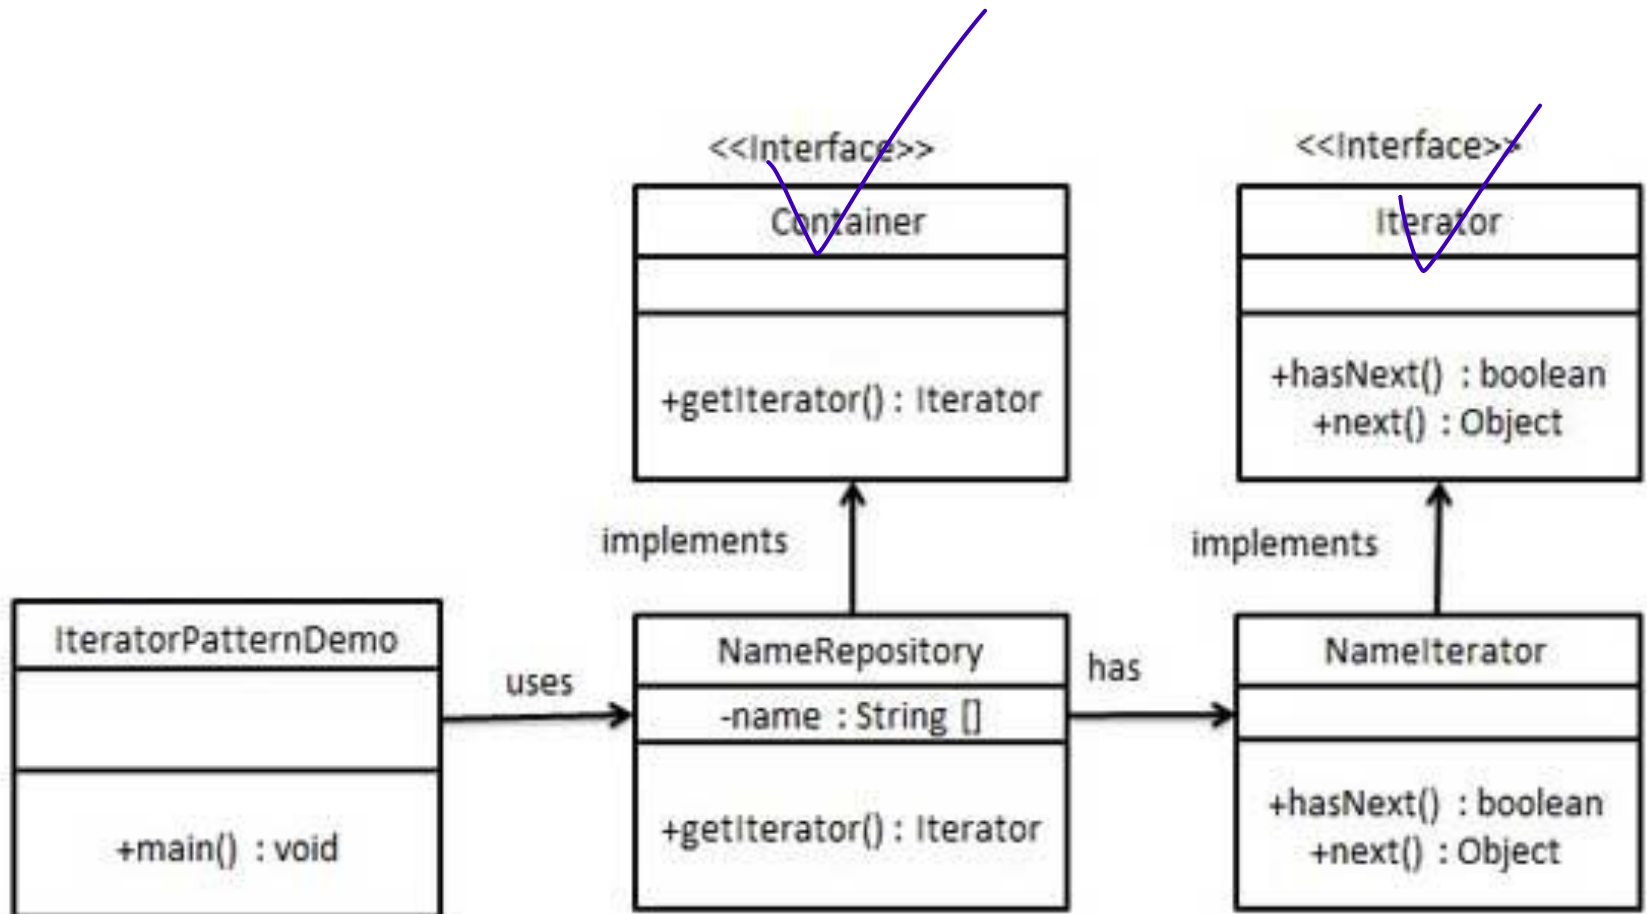 <<Interface>>
Container
+getIterator() : Iterator
<<Interface>>
Iterator
+hasNext() : boolean
+next() : Object
implements
implements
IteratorPatternDemo
+main() : void
uses
NameRepository
-name : String []
+getIterator() : Iterator
has
NameIterator
+hasNext() : boolean
+next() : Object